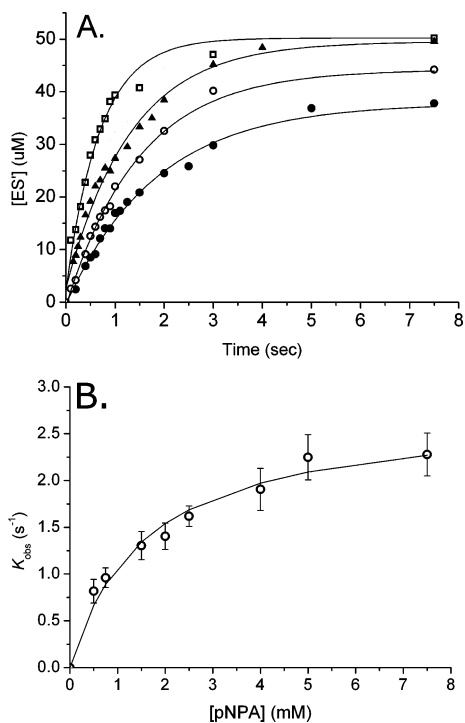 A.
[ES'] (uM)
50
40
30
20
10
0
0 1 2 3 4 5 6 7 8
Time (sec)
B.
K_obs (s⁻¹)
3.0
2.5
2.0
1.5
1.0
0.5
0.0
0 1 2 3 4 5 6 7 8
[pNPA] (mM)